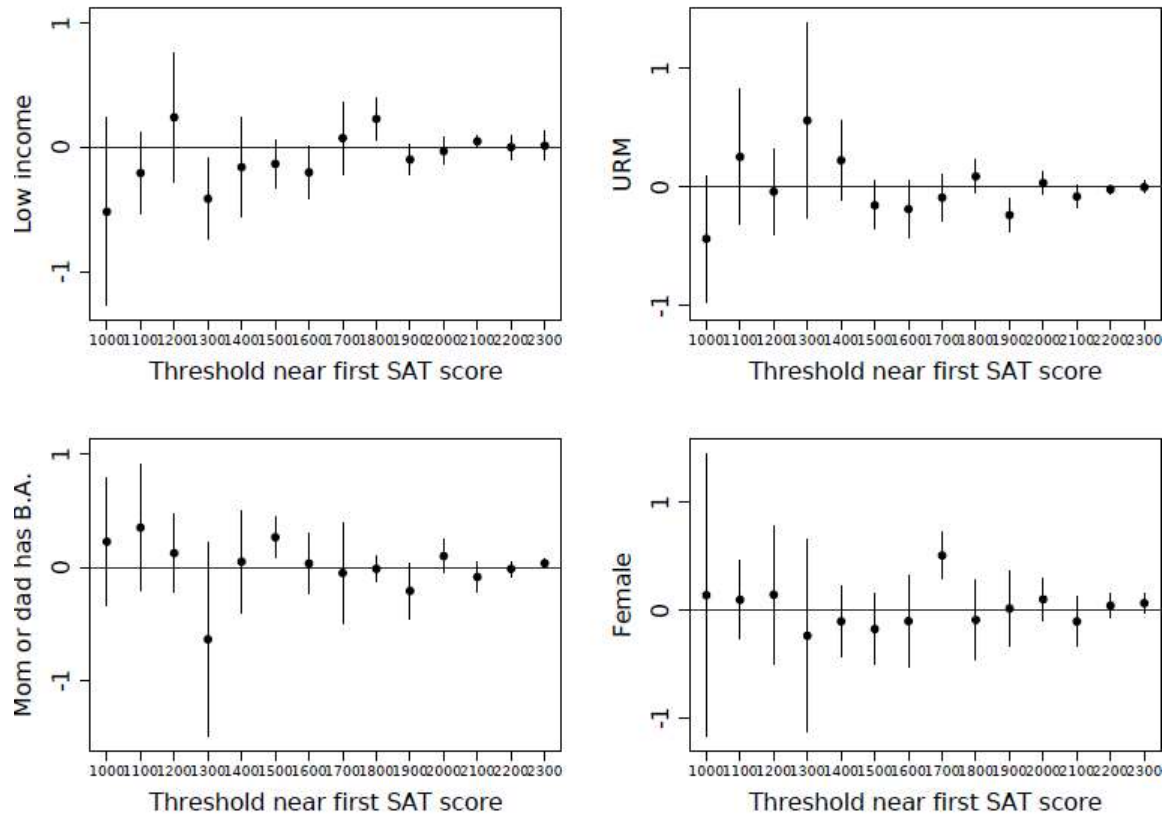 Low income
1
0
-1
1000 1100 1200 1300 1400 1500 1600 1700 1800 1900 2000 2100 2200 2300
Threshold near first SAT score
URM
1
0
-1
1000 1100 1200 1300 1400 1500 1600 1700 1800 1900 2000 2100 2200 2300
Threshold near first SAT score
Mom or dad has B.A.
1
0
-1
1000 1100 1200 1300 1400 1500 1600 1700 1800 1900 2000 2100 2200 2300
Threshold near first SAT score
Female
1
0
-1
1000 1100 1200 1300 1400 1500 1600 1700 1800 1900 2000 2100 2200 2300
Threshold near first SAT score